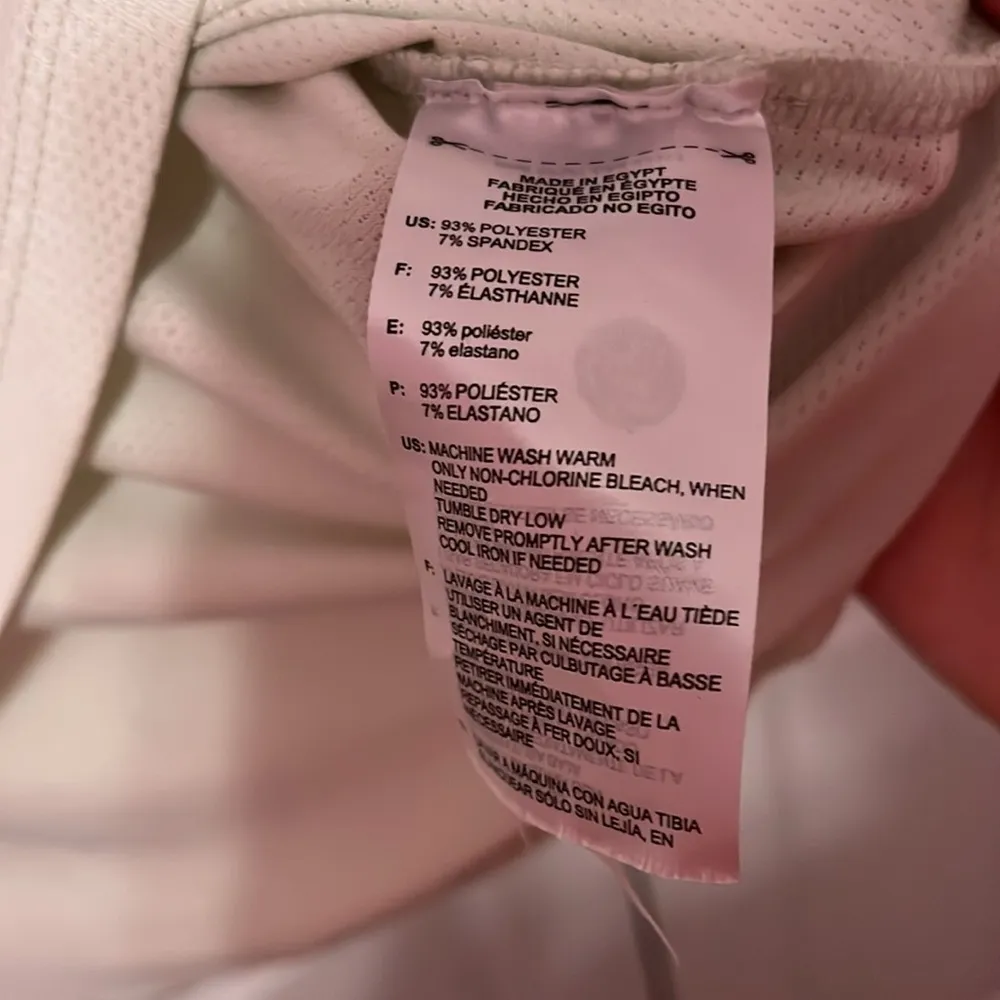 MADE IN EGYPT
FABRIQUÉ EN ÉGYPTE
HECHO EN EGIPTO
FABRICADO NO EGITO
US: 93% POLYESTER
7% SPANDEX
F: 93% POLYESTER
7% ÉLASTHANNE
E: 93% poliéster
7% elastano
P: 93% POLIÉSTER
7% ELASTANO
US: MACHINE WASH WARM
ONLY NON-CHLORINE BLEACH, WHEN
NEEDED
TUMBLE DRY LOW
REMOVE PROMPTLY AFTER WASH
COOL IRON IF NEEDED
F: LAVAGE À LA MACHINE À L'EAU TIÈDE
UTILISER UN AGENT DE
BLANCHIMENT, SI NÉCESSAIRE
SÉCHAGE PAR CULBUTAGE À BASSE
TEMPÉRATURE
RETIRER IMMÉDIATEMENT DE LA
MACHINE APRÈS LAVAGE
REPASSAGE À FER DOUX, SI
NÉCESSAIRE
A MÁQUINA CON AGUA TIBIA
SÓLO SIN LEJÍA, EN